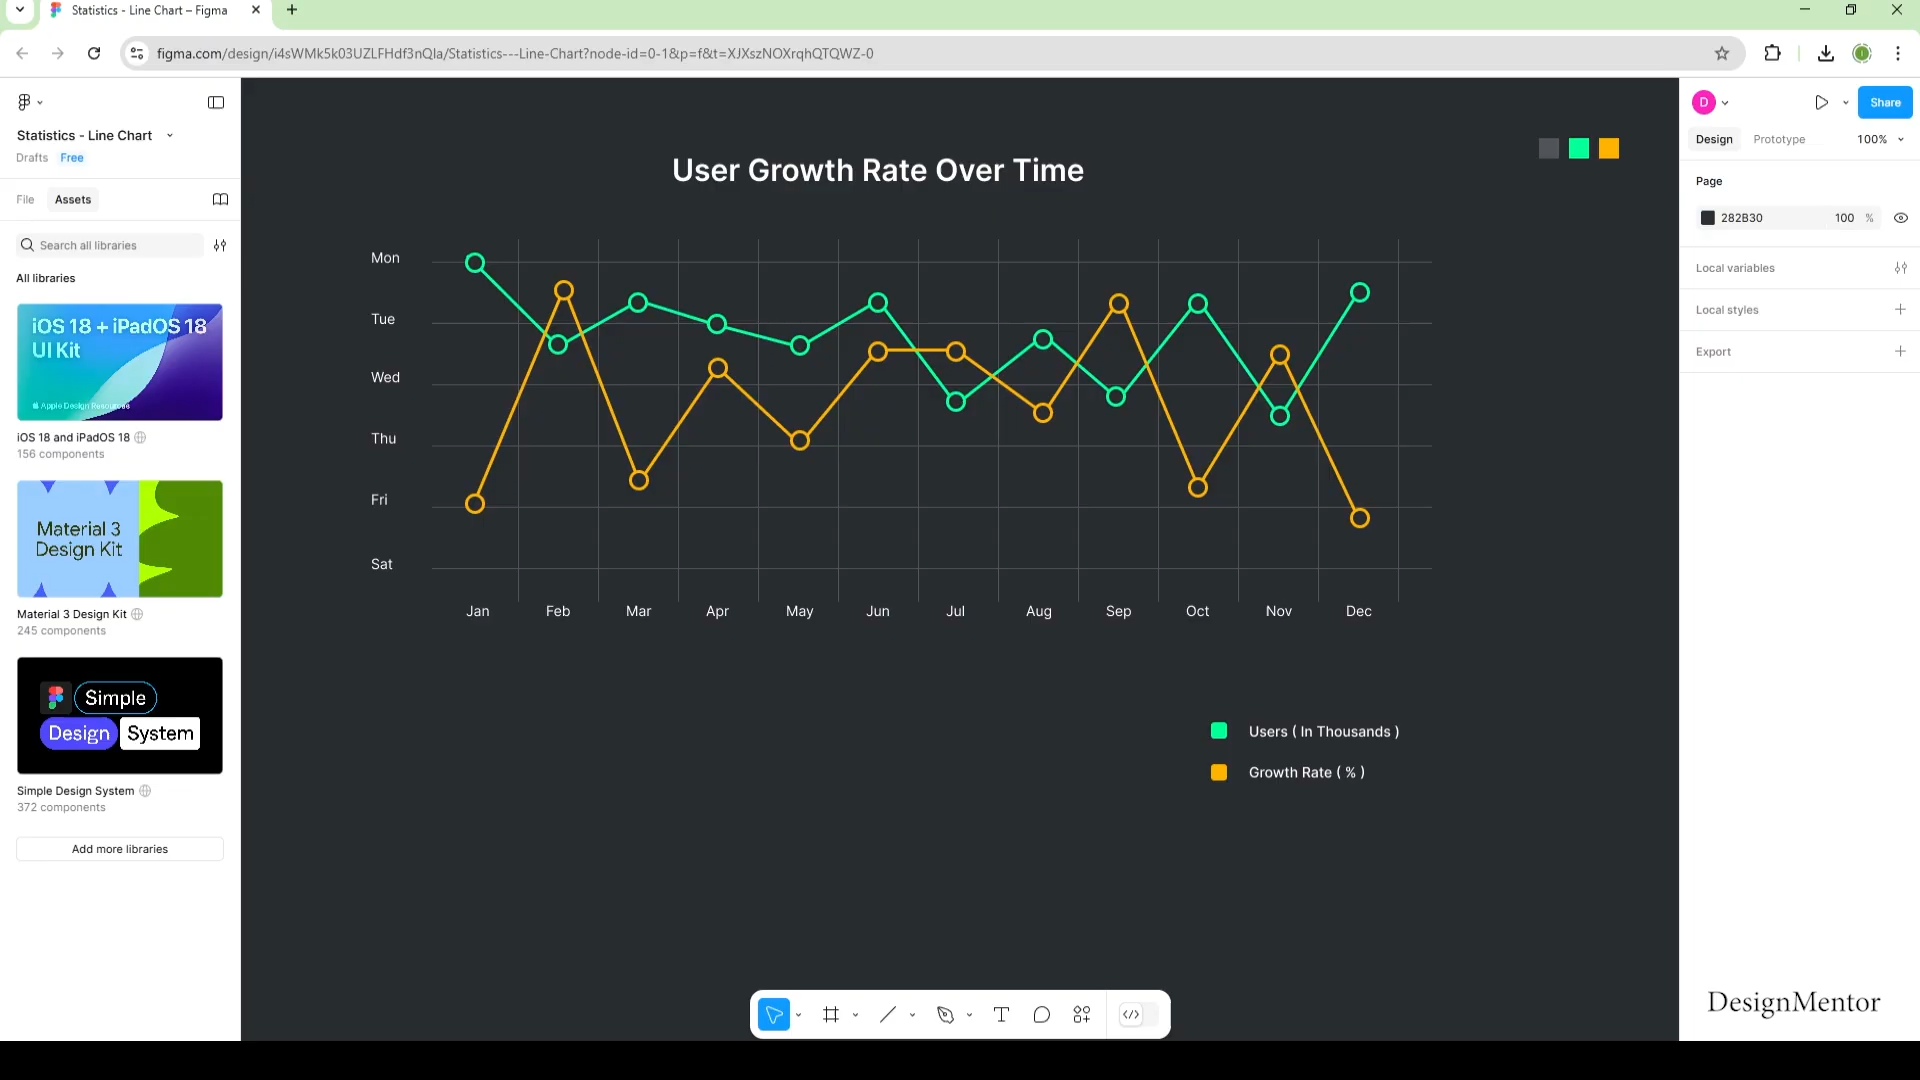 Statistics - Line Chart – Figma
figma.com/design/i4sWMk5k03UZLFHdf3nQIa/Statistics---Line-Chart?node-id=0-1&p=f&t=XJXszNOXrqhQTQWZ-0
Statistics - Line Chart
Drafts Free
File Assets
Search all libraries
All libraries
iOS 18 + iPadOS 18
UI Kit
Apple Design Resources
iOS 18 and iPadOS 18
156 components
Material 3
Design Kit
Material 3 Design Kit
245 components
Simple
Design System
Simple Design System
372 components
Add more libraries
User Growth Rate Over Time
Mon
Tue
Wed
Thu
Fri
Sat
Jan Feb Mar Apr May Jun Jul Aug Sep Oct Nov Dec
Users ( In Thousands )
Growth Rate ( % )
D
Share
Design Prototype 100%
Page
282B30 100 %
Local variables
Local styles
Export
DesignMentor